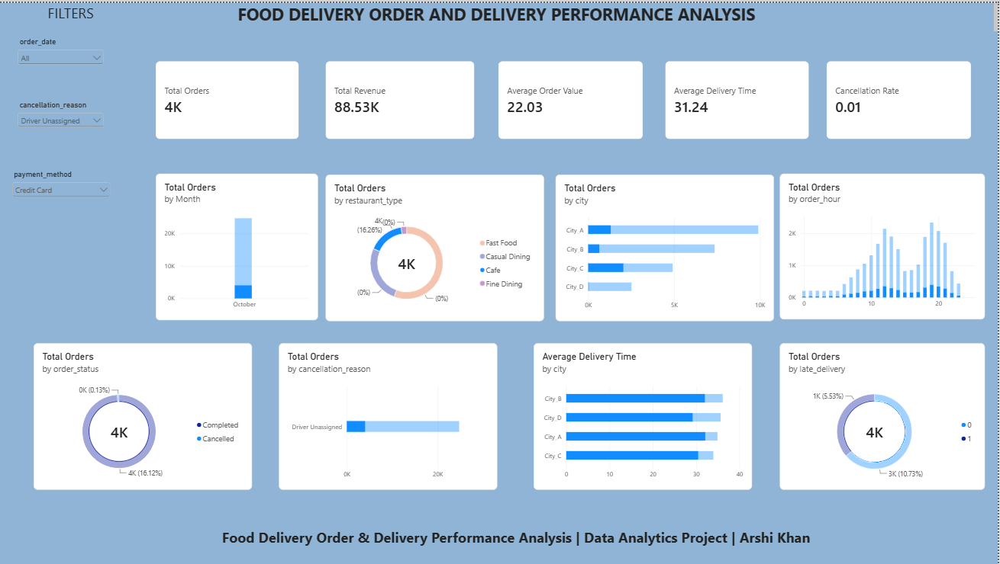 FILTERS
FOOD DELIVERY ORDER AND DELIVERY PERFORMANCE ANALYSIS
order_date
All
cancellation_reason
Driver Unassigned
payment_method
Credit Card
Total Orders
4K
Total Revenue
88.53K
Average Order Value
22.03
Average Delivery Time
31.24
Cancellation Rate
0.01
Total Orders
by Month
20K
10K
0K
October
Total Orders
by restaurant_type
4K
(16.26%)
(0%)
(0%)
(0%)
4K
Fast Food
Casual Dining
Cafe
Fine Dining
Total Orders
by city
City_A
City_B
City_C
City_D
0K 5K 10K
Total Orders
by order_hour
2K
1K
0K
0 10 20
Total Orders
by order_status
0K (0.13%)
4K
4K (16.12%)
Completed
Cancelled
Total Orders
by cancellation_reason
Driver Unassigned
0K 20K
Average Delivery Time
by city
City_B
City_D
City_A
City_C
0 10 20 30 40
Total Orders
by late_delivery
1K (5.53%)
4K
3K (10.73%)
0
1
Food Delivery Order & Delivery Performance Analysis | Data Analytics Project | Arshi Khan